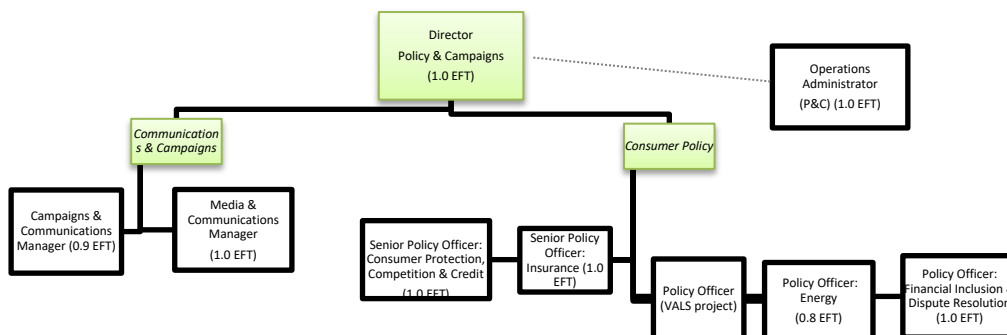 Director
Policy & Campaigns
(1.0 EFT)
Operations
Administrator
(P&C) (1.0 EFT)
Communication
s & Campaigns
Consumer Policy
Campaigns &
Communications
Manager (0.9 EFT)
Media &
Communications
Manager
(1.0 EFT)
Senior Policy Officer:
Consumer Protection,
Competition & Credit
(1.0 EFT)
Senior Policy
Officer:
Insurance (1.0
EFT)
Policy Officer
(VALS project)
Policy Officer:
Energy
(0.8 EFT)
Policy Officer:
Financial Inclusion &
Dispute Resolution
(1.0 EFT)